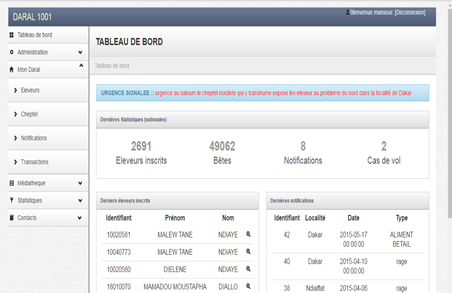 DARAL 1001
Bienvenue mansour. [Deconnexion]
Tableau de bord
Administration
Mon Daral
Eleveurs
Cheptel
Notifications
Transactions
Médiatheque
Statistiques
Contacts
TABLEAU DE BORD
Tableau de bord
URGENCE SIGNALEE :: urgence au saloum le cheptel nordiste qui y transhume expose les eleveur au probleme du nord dans la localité de Dakar
Dernières Statistiques (nationales)
2691 49062 8 2
Eleveurs inscrits Bêtes Notifications Cas de vol
Derniers éleveurs inscrits
Identifiant Prénom Nom
10020581 MALEW TANE NDIAYE
10040773 MALEW TANE NDIAYE
10020580 DIELENE NDIAYE
18010070 MAMADOU MOUSTAPHA DIALLO
Dernières notifications
Identifiant Localité Date Type
42 Dakar 2015-05-17 00:00:00 ALIMENT BETAIL
40 Dakar 2015-04-10 00:00:00 rage
38 Ndiaffat 2015-04-06 rage